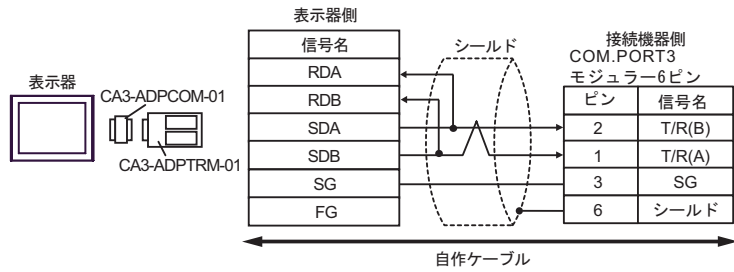 表示器
CA3-ADPCOM-01
CA3-ADPTRM-01
表示器側
信号名
RDA
RDB
SDA
SDB
SG
FG
シールド
接続機器側
COM.PORT3
モジュラー6ピン
ピン 信号名
2 T/R(B)
1 T/R(A)
3 SG
6 シールド
自作ケーブル